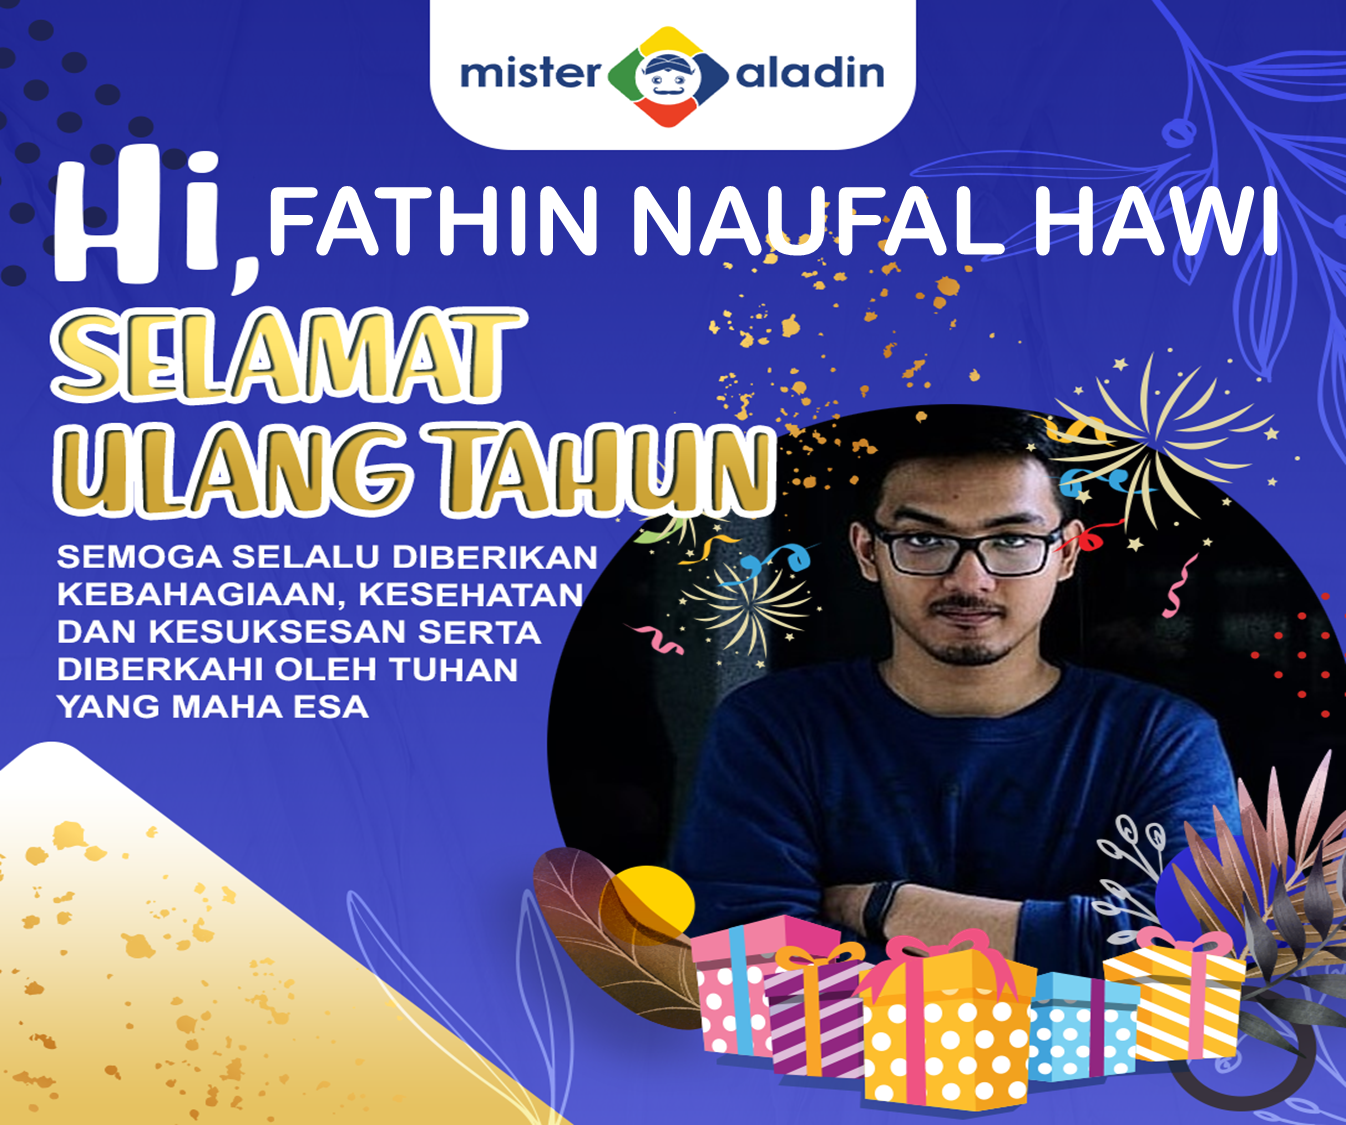 mister aladin
Hi, FATHIN NAUFAL HAWI
SELAMAT
ULANG TAHUN
SEMOGA SELALU DIBERIKAN
KEBAHAGIAAN, KESEHATAN
DAN KESUKSESAN SERTA
DIBERKAHI OLEH TUHAN
YANG MAHA ESA